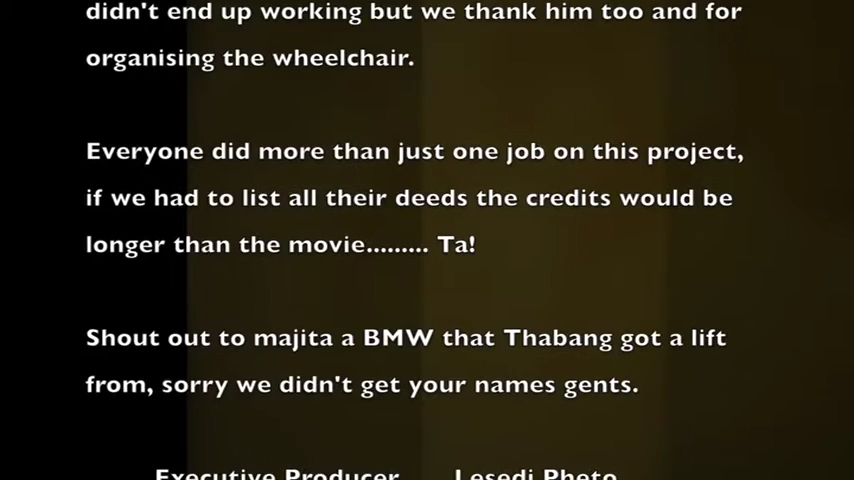 didn't end up working but we thank him too and for
organising the wheelchair.
Everyone did more than just one job on this project,
if we had to list all their deeds the credits would be
longer than the movie......... Ta!
Shout out to majita a BMW that Thabang got a lift
from, sorry we didn't get your names gents.
Executive Producer Lesedi Pheto